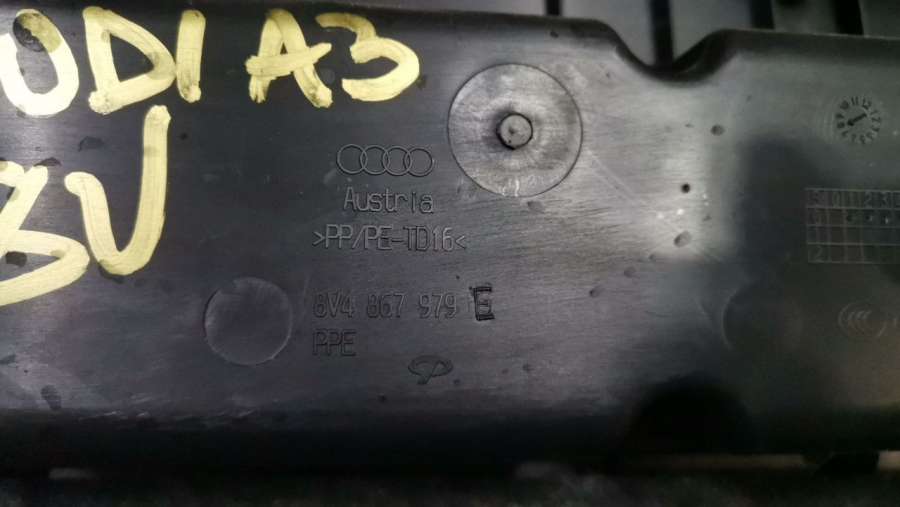 UDI A3
8V
Austria
>PP/PE-TD16<
8V4 867 979 E
PPE